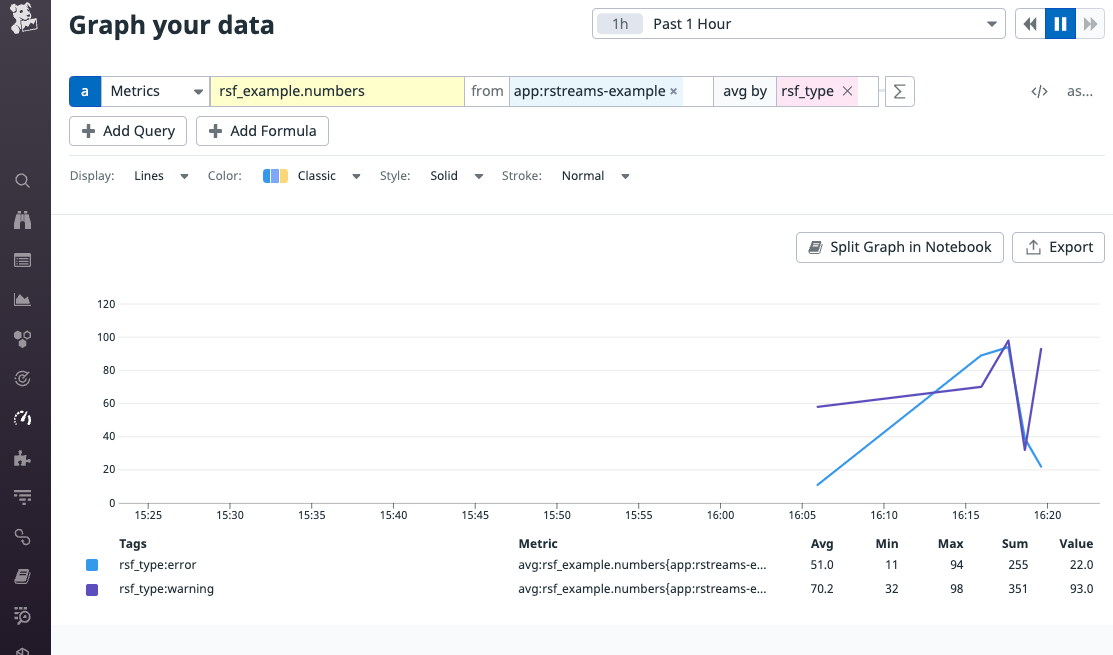 Graph your data
1h Past 1 Hour
a Metrics rsf_example.numbers from app:rstreams-example × avg by rsf_type × Σ </> as...
+ Add Query + Add Formula
Display: Lines Color: Classic Style: Solid Stroke: Normal
Split Graph in Notebook Export
120
100
80
60
40
20
0
15:25 15:30 15:35 15:40 15:45 15:50 15:55 16:00 16:05 16:10 16:15 16:20
Tags Metric Avg Min Max Sum Value
rsf_type:error avg:rsf_example.numbers{app:rstreams-e... 51.0 11 94 255 22.0
rsf_type:warning avg:rsf_example.numbers{app:rstreams-e... 70.2 32 98 351 93.0